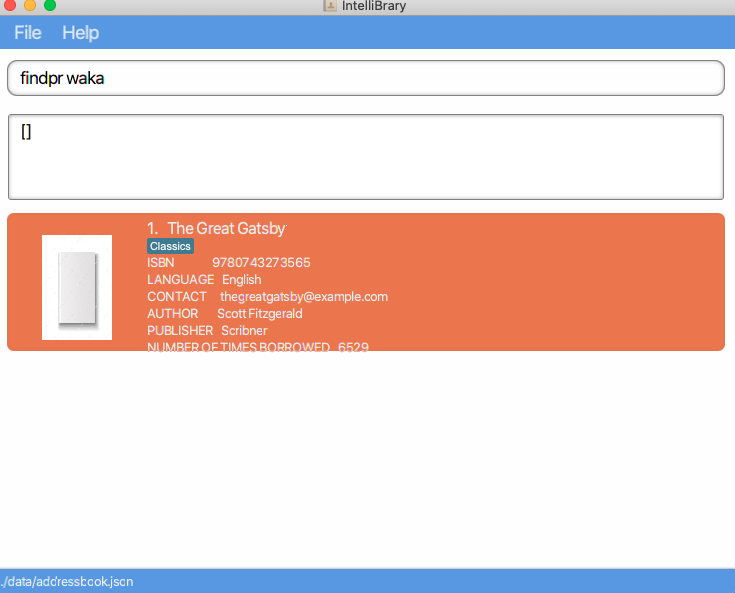 IntelliBrary
File Help
findpr waka
[]
1. The Great Gatsby
Classics
ISBN 9780743273565
LANGUAGE English
CONTACT thegreatgatsby@example.com
AUTHOR Scott Fitzgerald
PUBLISHER Scribner
NUMBER OF TIMES BORROWED 6529
./data/addressbook.json